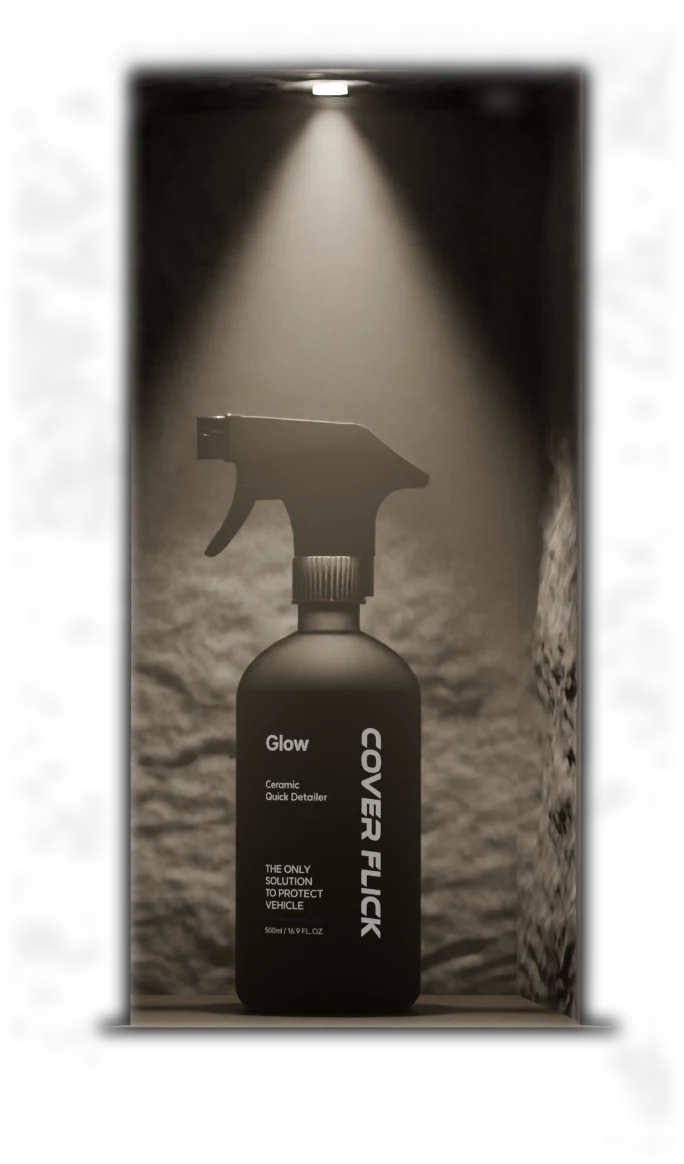 Glow
Ceramic
Quick Detailer
THE ONLY
SOLUTION
TO PROTECT
VEHICLE
500ml / 16.9 FL.OZ.
COVER FLICK